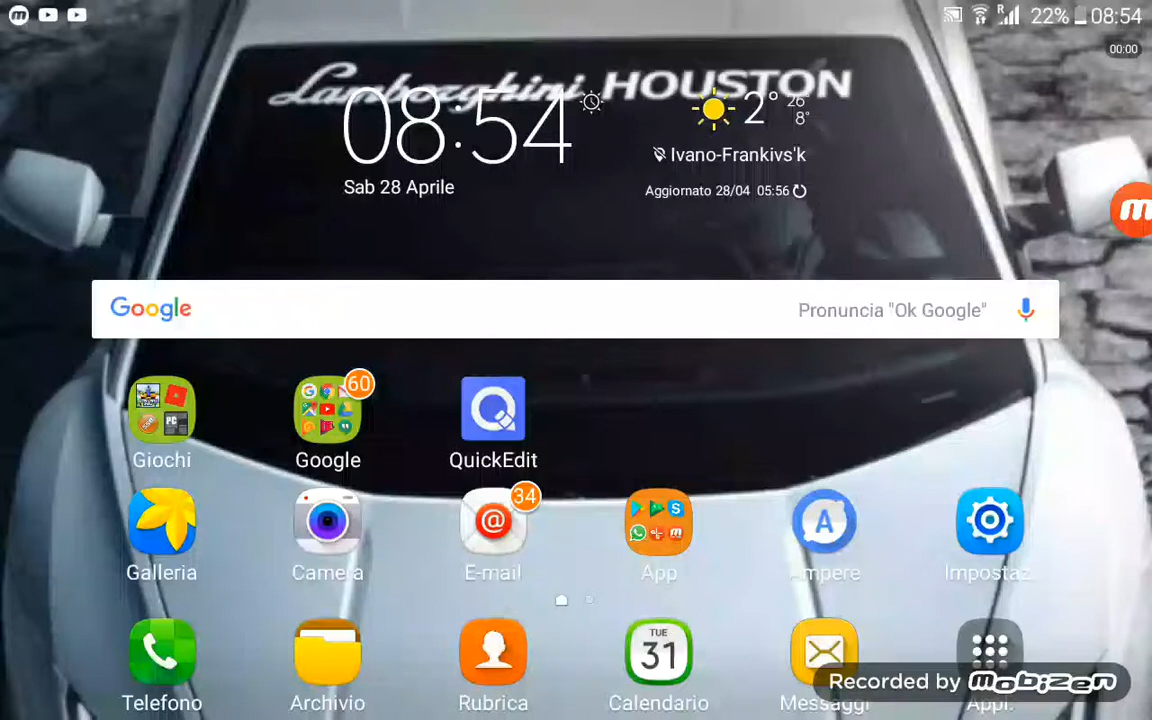 22% 08:54
00:00
Lamborghini HOUSTON
08:54
2° 26° 8°
Sab 28 Aprile
Ivano-Frankivs'k
Aggiornato 28/04 05:56
Google
Pronuncia "Ok Google"
60
Giochi
Google
QuickEdit
34
Galleria
Camera
E-mail
App
Ampere
Impostaz
TUE
31
Telefono
Archivio
Rubrica
Calendario
Messaggi
Appl.
Recorded by mobizen